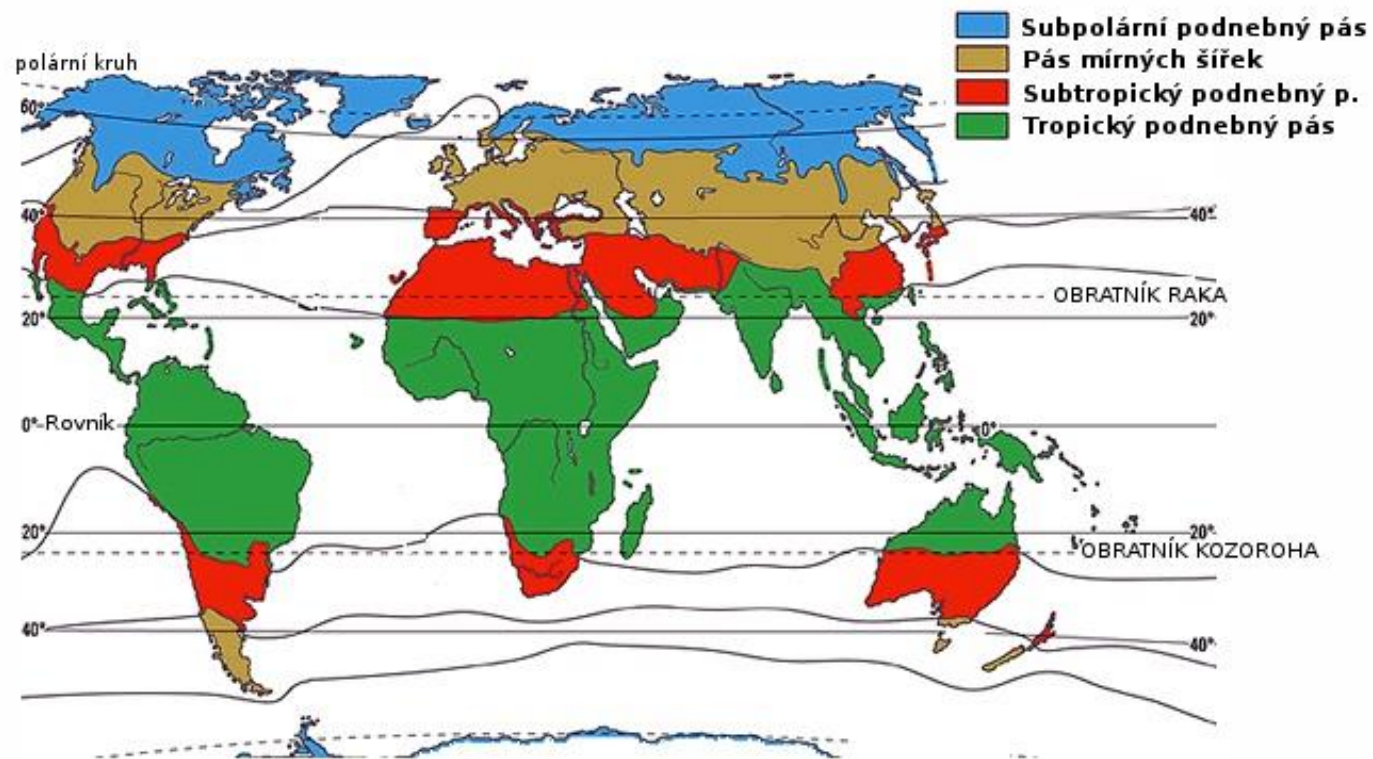 Subpolární podnebný pás
Pás mírných šířek
Subtropický podnebný p.
Tropický podnebný pás
polární kruh
60°
40° 40°
OBRATNÍK RAKA
20° 20°
0° Rovník 0°
20° 20°
OBRATNÍK KOZOROHA
40° 40°